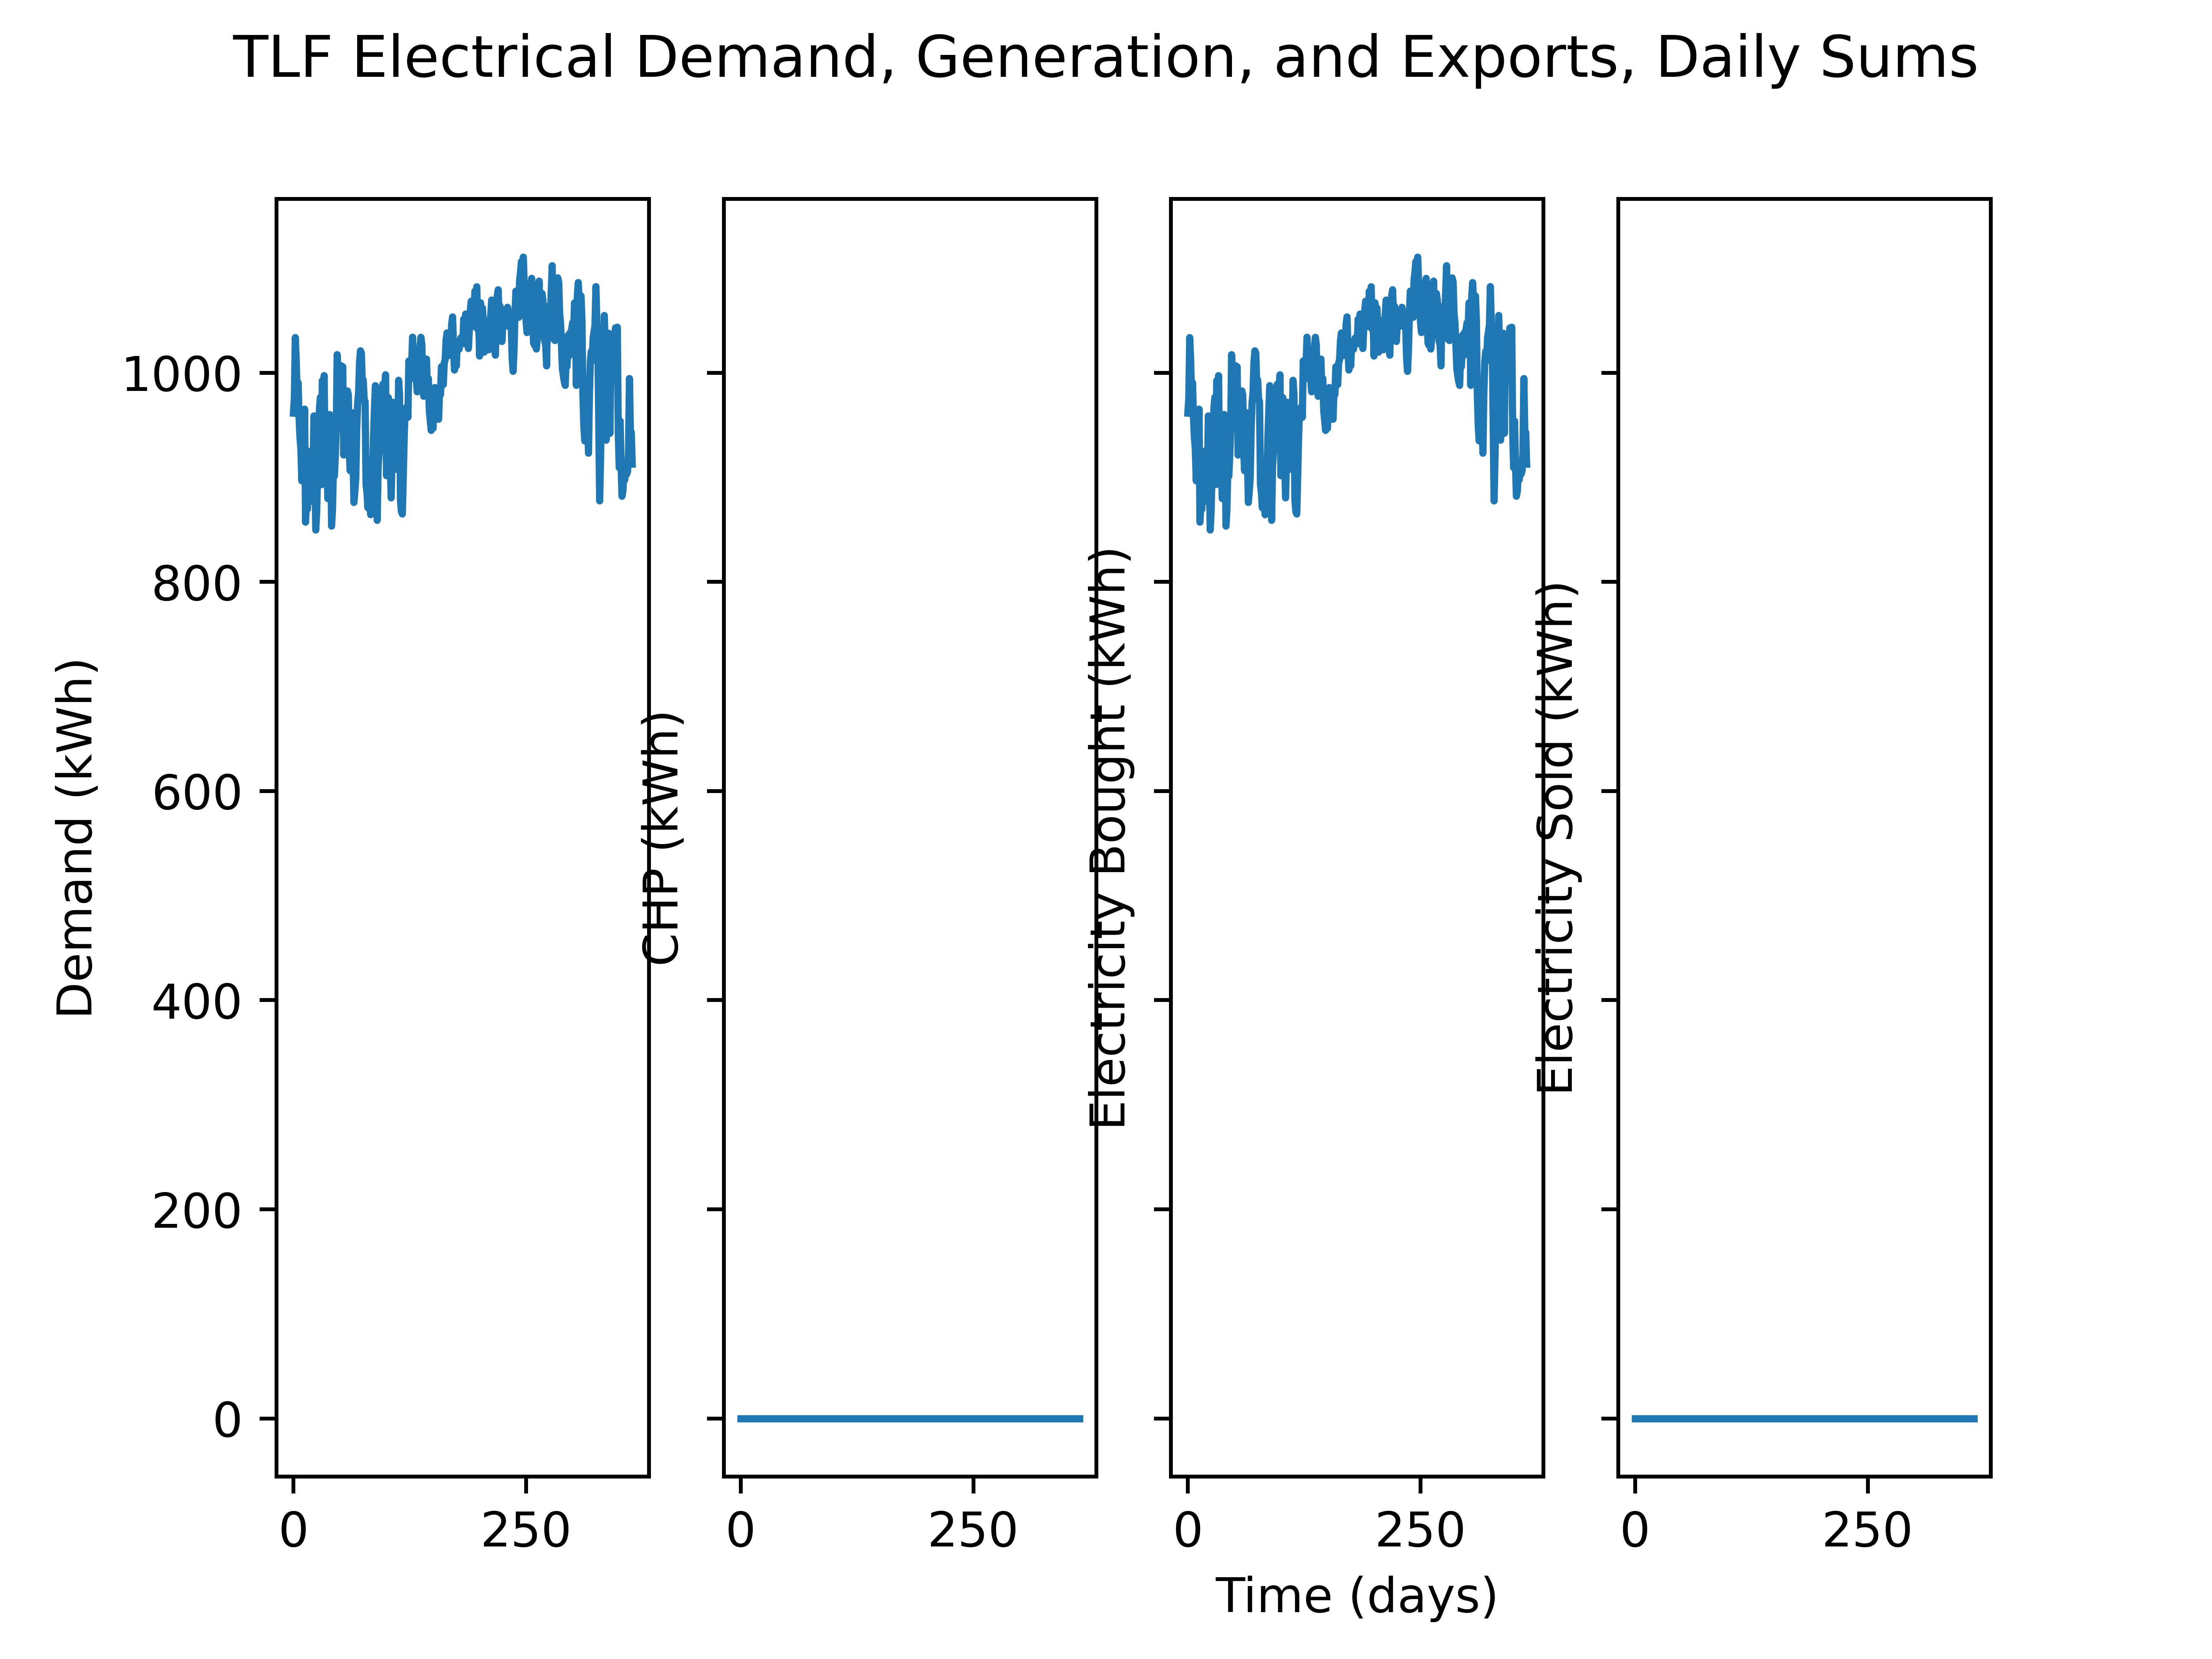 TLF Electrical Demand, Generation, and Exports, Daily Sums
Demand (kWh)
1000
800
600
400
200
0
CHP (kWh)
Electricity Bought (kWh)
Electricity Sold (kWh)
0 250 0 250 0 250 0 250
Time (days)